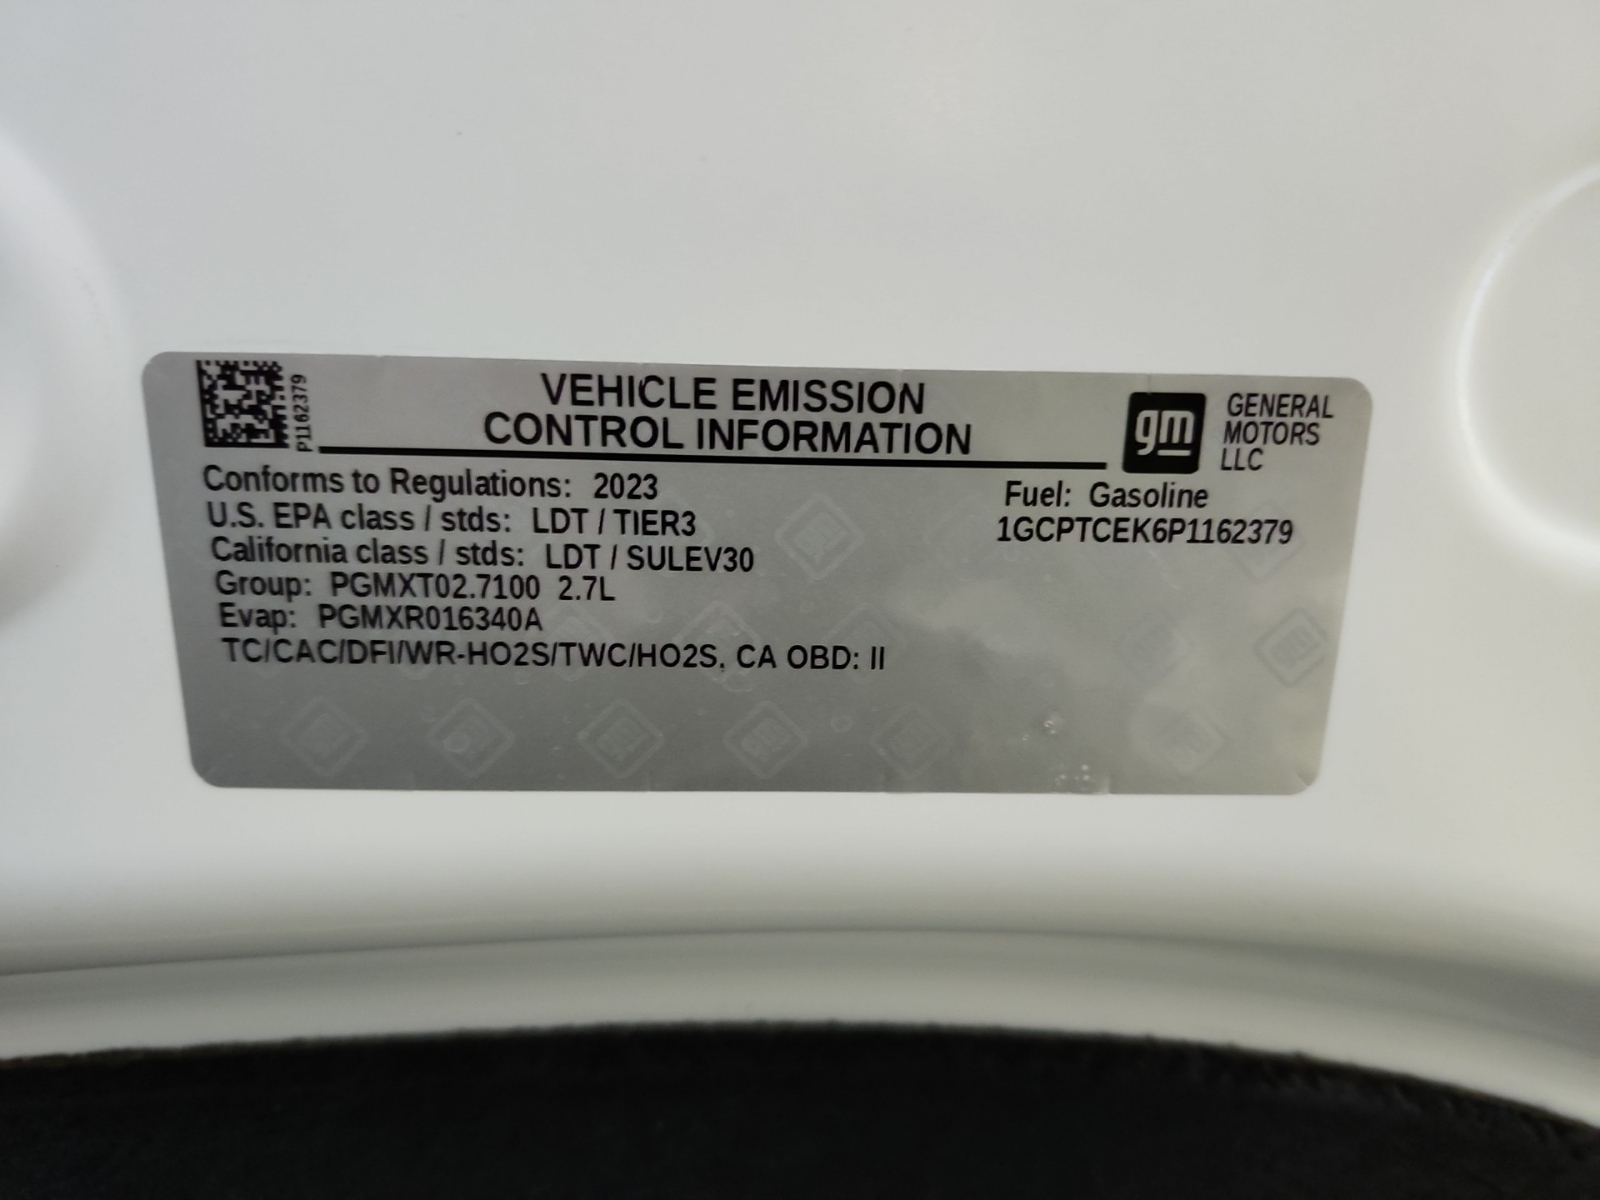 P1162379
VEHICLE EMISSION
CONTROL INFORMATION
gm
GENERAL
MOTORS
LLC
Conforms to Regulations: 2023
U.S. EPA class / stds: LDT / TIER3
California class / stds: LDT / SULEV30
Group: PGMXT02.7100 2.7L
Evap: PGMXR016340A
TC/CAC/DFI/WR-HO2S/TWC/HO2S, CA OBD: II
Fuel: Gasoline
1GCPTCEK6P1162379